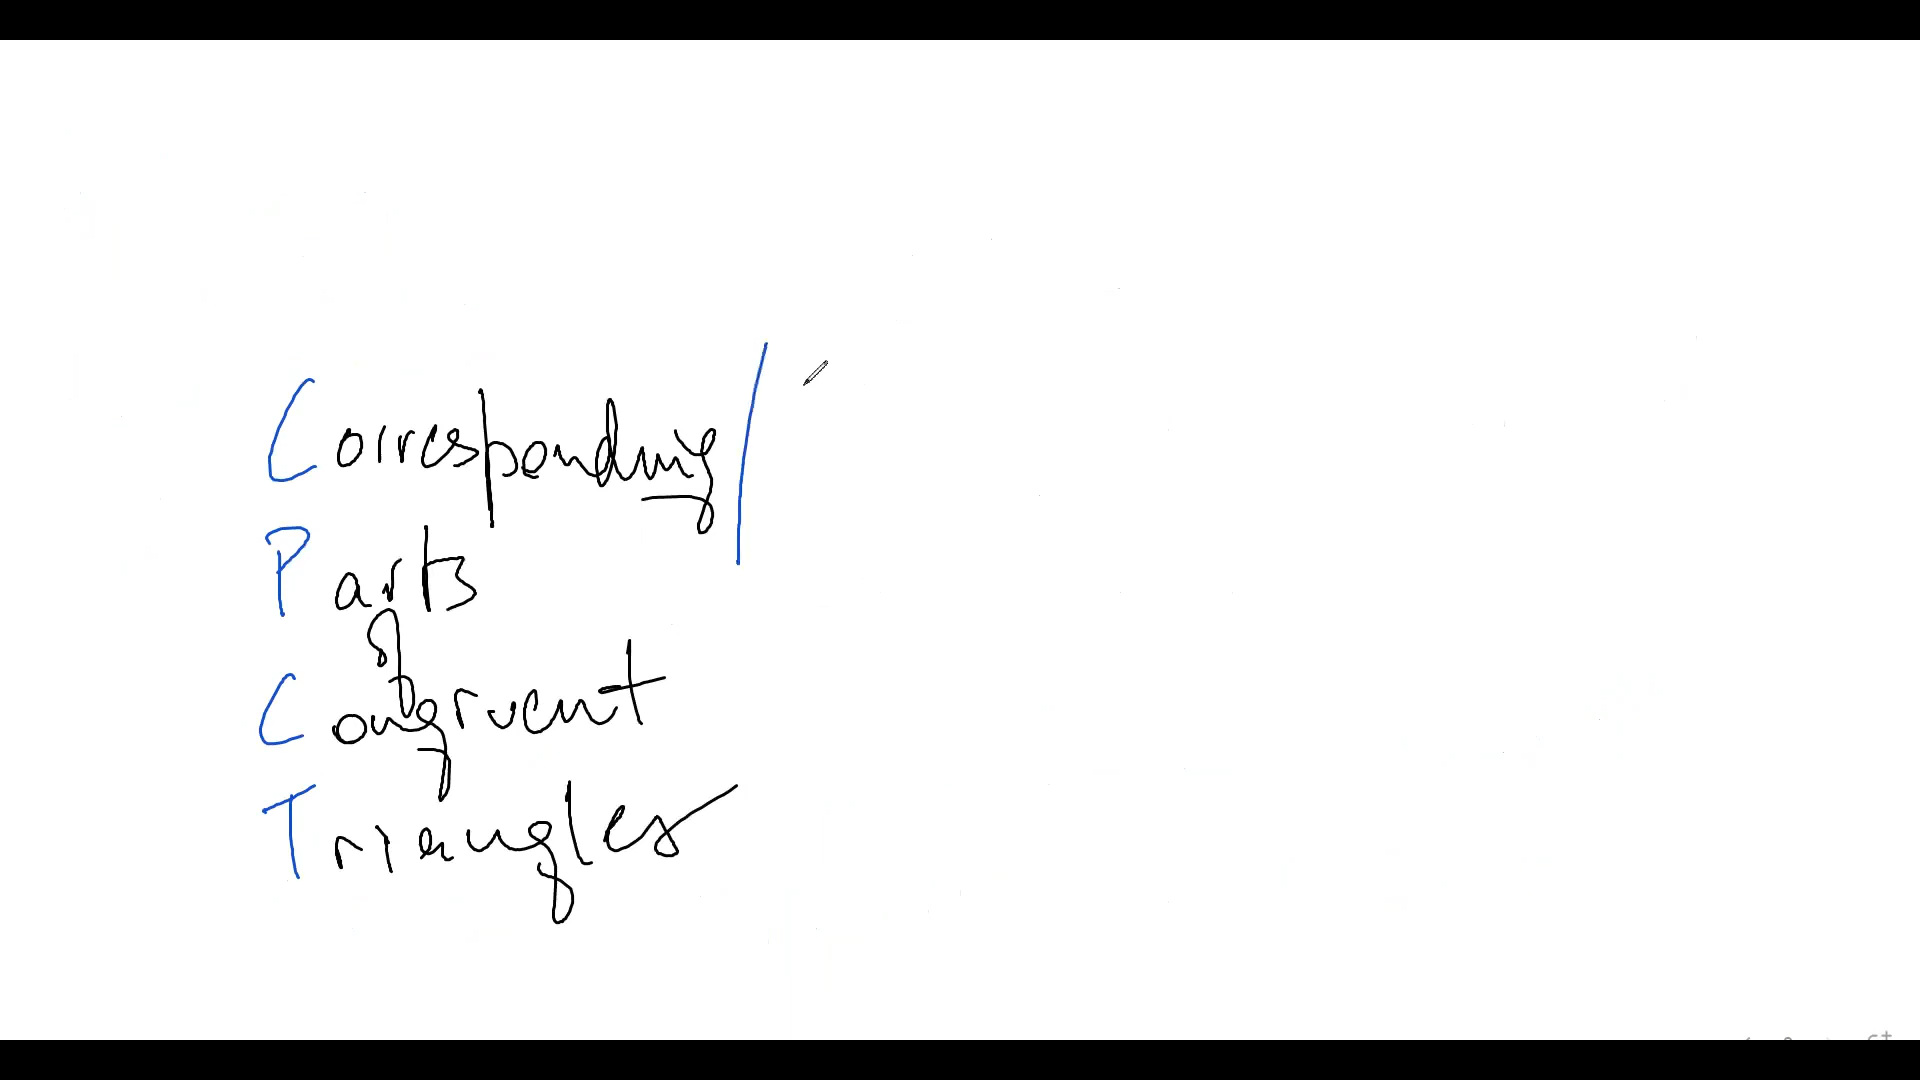 Corresponding/
Parts
of
Congruent
Triangles